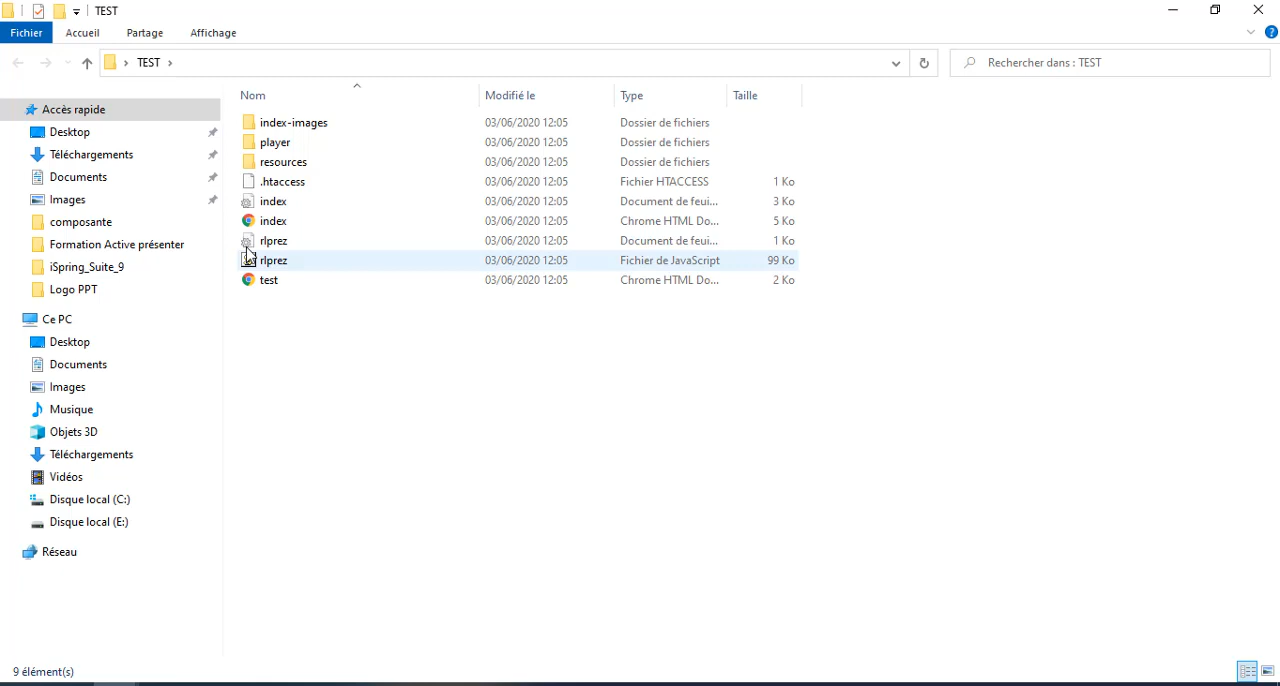 TEST
Fichier Accueil Partage Affichage
TEST Rechercher dans : TEST
Nom Modifié le Type Taille
Accès rapide
Desktop
Téléchargements
Documents
Images
composante
Formation Active présenter
iSpring_Suite_9
Logo PPT
Ce PC
Desktop
Documents
Images
Musique
Objets 3D
Téléchargements
Vidéos
Disque local (C:)
Disque local (E:)
Réseau
index-images 03/06/2020 12:05 Dossier de fichiers
player 03/06/2020 12:05 Dossier de fichiers
resources 03/06/2020 12:05 Dossier de fichiers
.htaccess 03/06/2020 12:05 Fichier HTACCESS 1 Ko
index 03/06/2020 12:05 Document de feui... 3 Ko
index 03/06/2020 12:05 Chrome HTML Do... 5 Ko
rlprez 03/06/2020 12:05 Document de feui... 1 Ko
rlprez 03/06/2020 12:05 Fichier de JavaScript 99 Ko
test 03/06/2020 12:05 Chrome HTML Do... 2 Ko
9 élément(s)